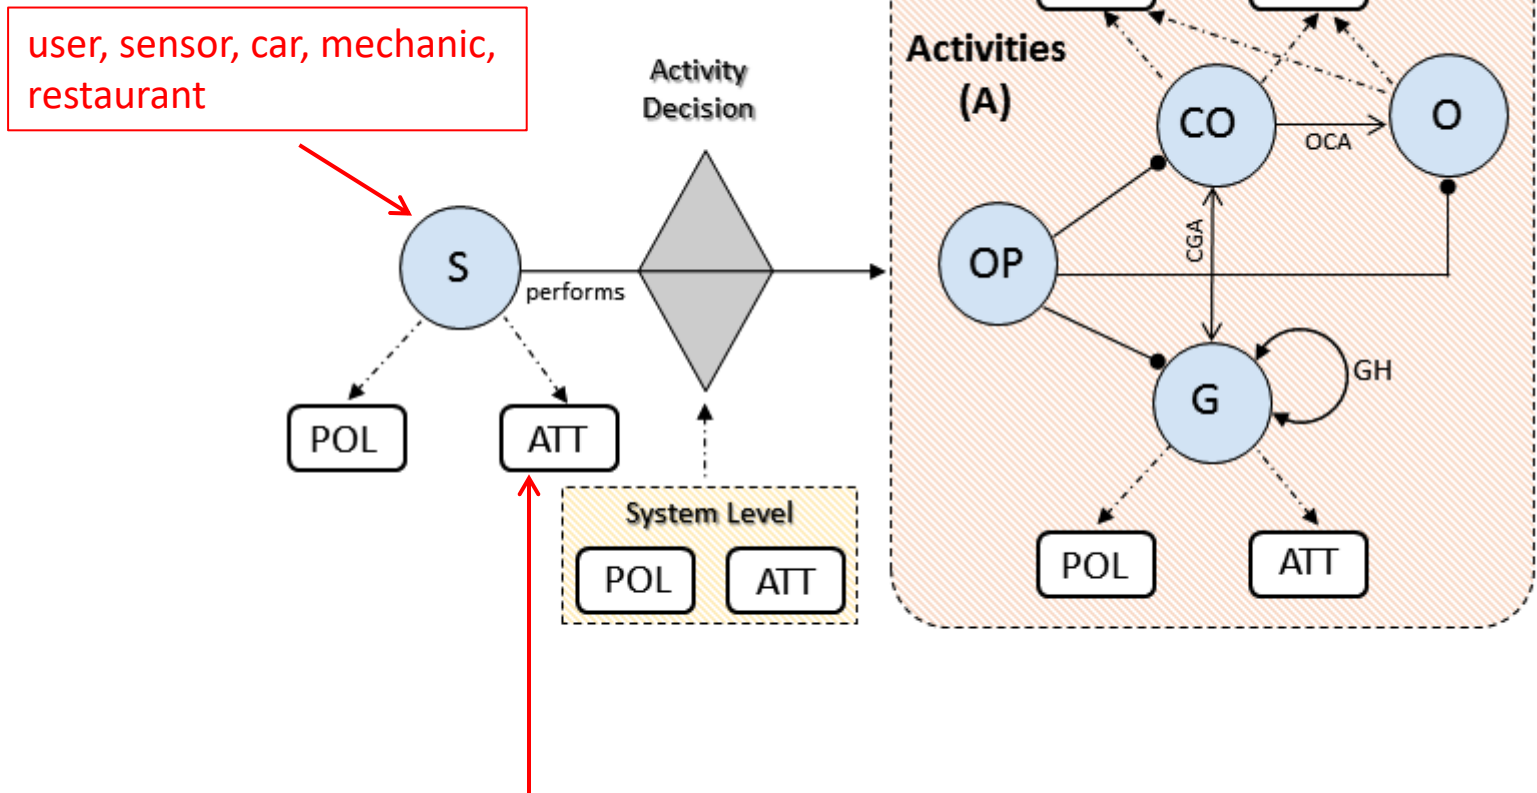 user, sensor, car, mechanic,
restaurant
Activity
Decision
Activities
(A)
CO
OCA
O
S
performs
OP
CGA
G
GH
POL
ATT
System Level
POL
ATT
POL
ATT